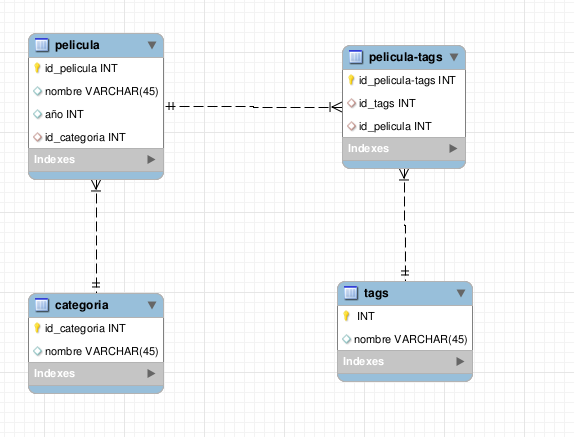 pelicula
id_pelicula INT
nombre VARCHAR(45)
año INT
id_categoria INT
Indexes
pelicula-tags
id_pelicula-tags INT
id_tags INT
id_pelicula INT
Indexes
categoria
id_categoria INT
nombre VARCHAR(45)
Indexes
tags
INT
nombre VARCHAR(45)
Indexes